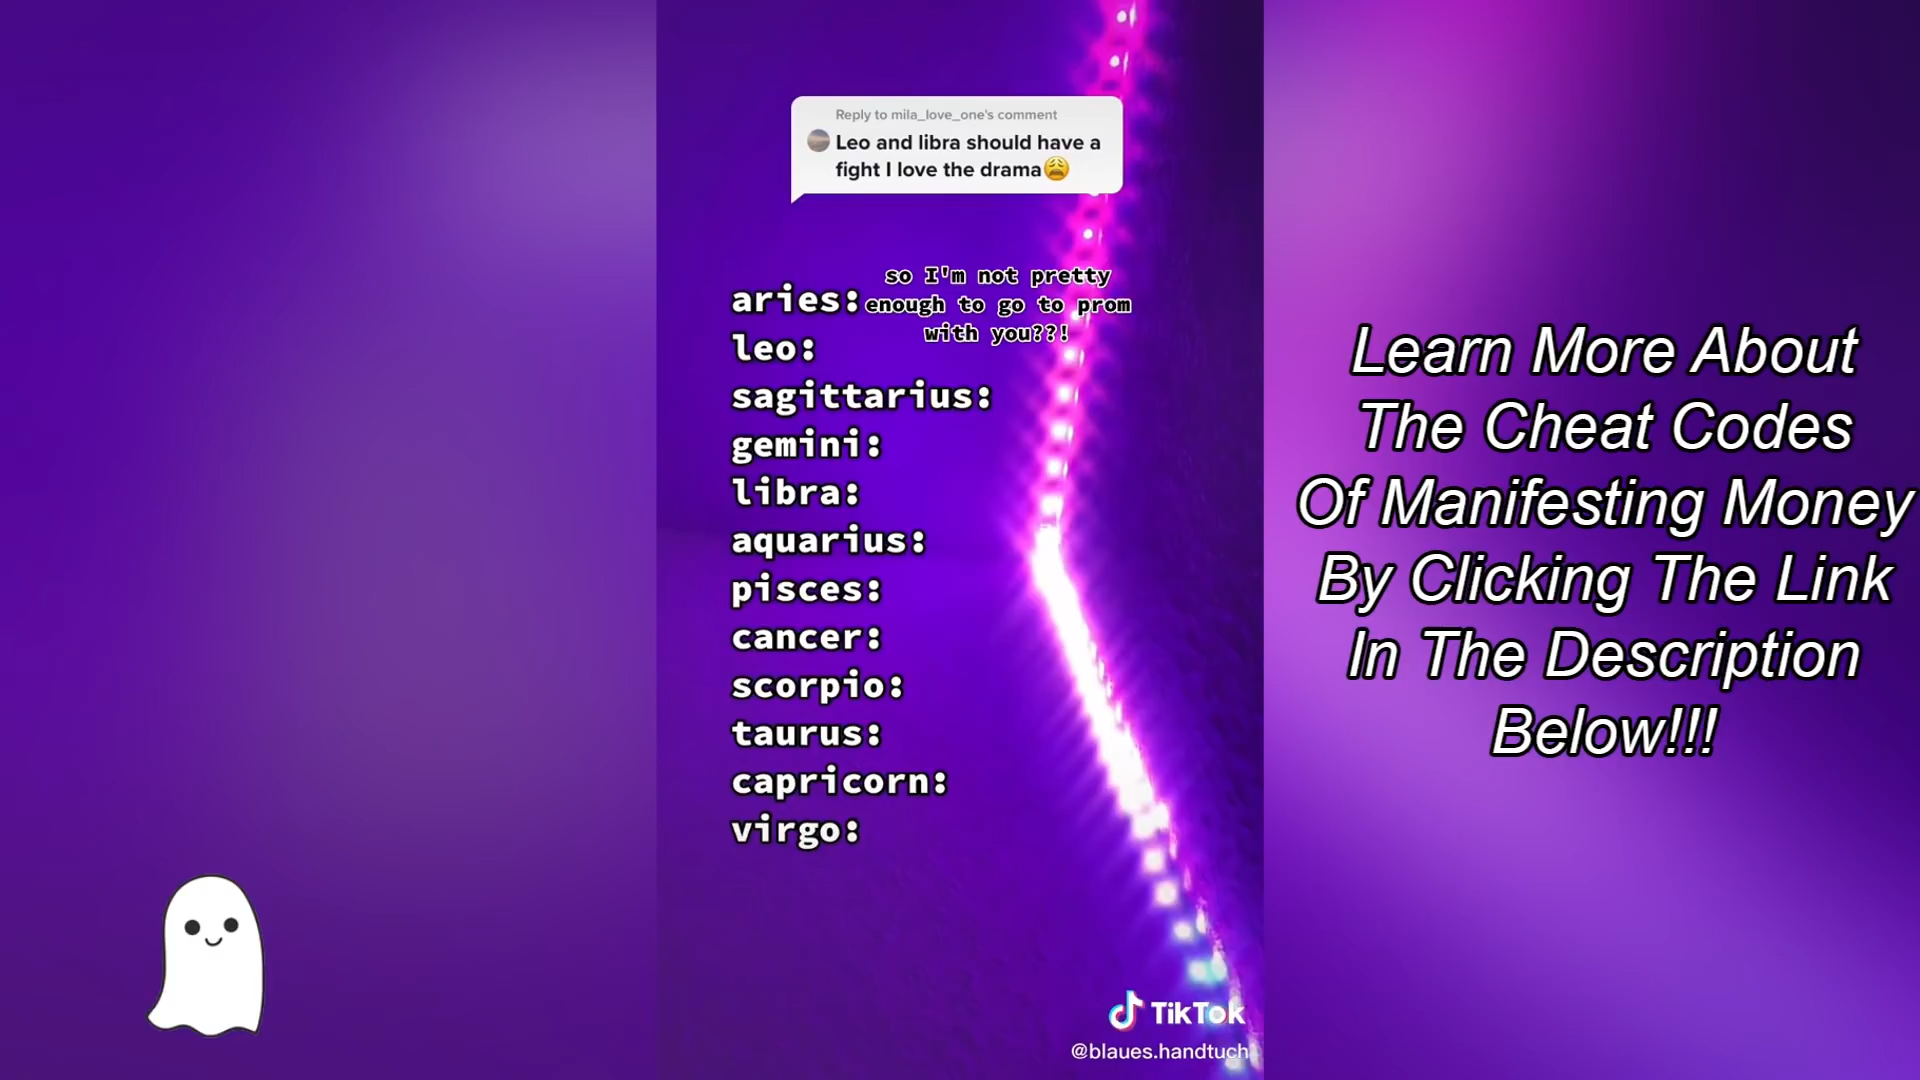 Reply to mila_love_one's comment
Leo and libra should have a
fight I love the drama😩
so I'm not pretty
enough to go to prom
with you??!
aries:
leo:
sagittarius:
gemini:
libra:
aquarius:
pisces:
cancer:
scorpio:
taurus:
capricorn:
virgo:
Learn More About
The Cheat Codes
Of Manifesting Money
By Clicking The Link
In The Description
Below!!!
TikTok
@blaues.handtuch